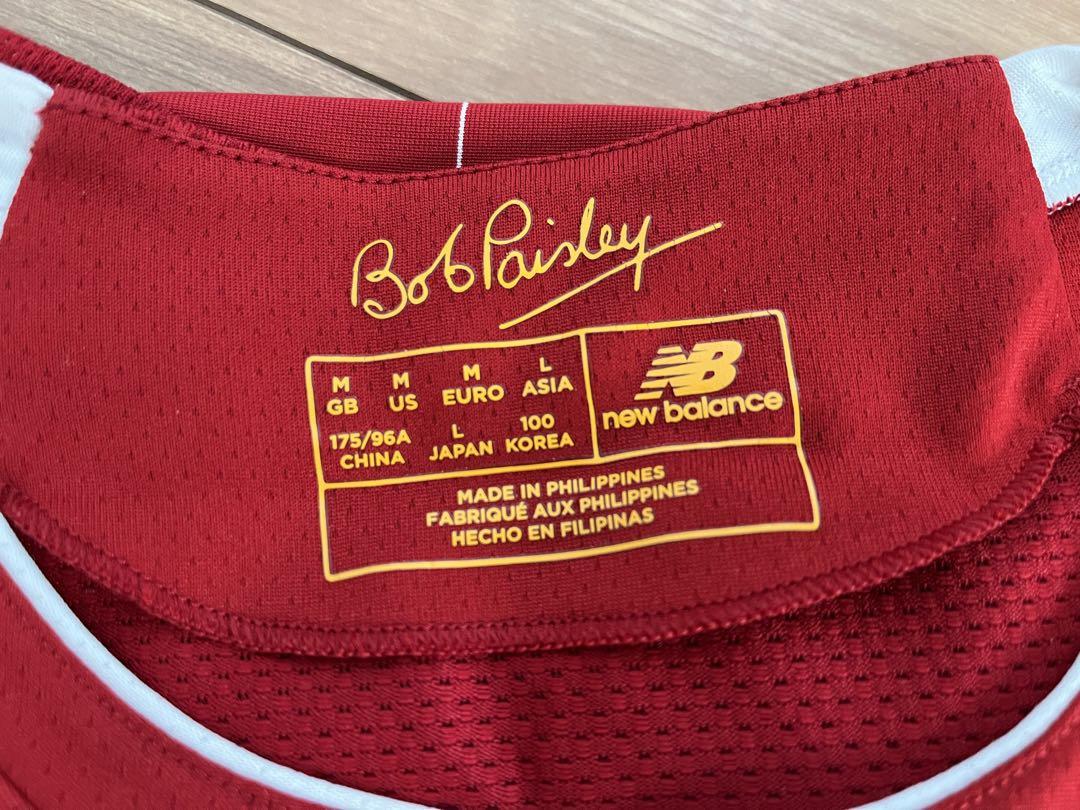 Bob Paisley
M M M L
GB US EURO ASIA
175/96A L 100
CHINA JAPAN KOREA
NB
new balance
MADE IN PHILIPPINES
FABRIQUÉ AUX PHILIPPINES
HECHO EN FILIPINAS